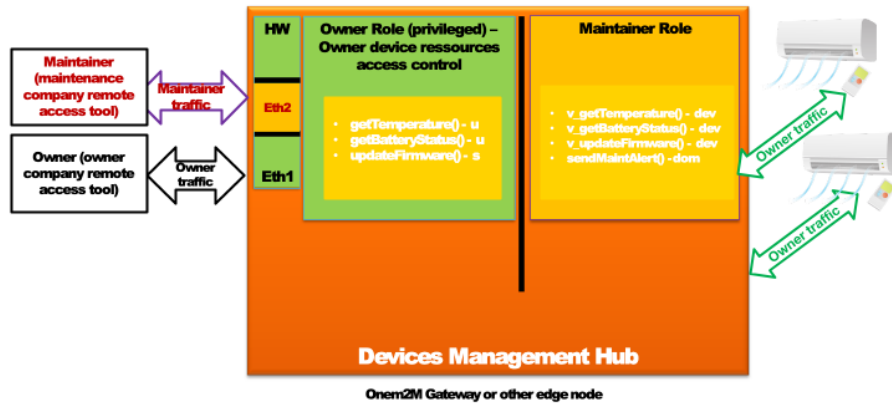 HW
Owner Role (privileged) –
Owner device ressources
access control
Maintainer Role
Maintainer
(maintenance
company remote
access tool)
Maintainer
traffic
Eth2
• getTemperature() - u
• getBatteryStatus() - u
• updateFirmware() - s
• v_getTemperature() - dev
• v_getBatteryStatus() - dev
• v_updateFirmware() - dev
• sendMaintAlert() - dom
Owner traffic
Owner (owner
company remote
access tool)
Owner
traffic
Eth1
Owner traffic
Devices Management Hub
Onem2M Gateway or other edge node